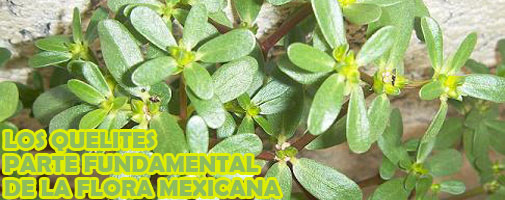 LOS QUELITES
PARTE FUNDAMENTAL
DE LA FLORA MEXICANA